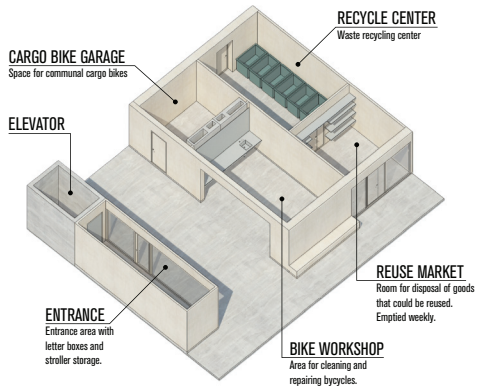 RECYCLE CENTER
Waste recycling center
CARGO BIKE GARAGE
Space for communal cargo bikes
ELEVATOR
REUSE MARKET
Room for disposal of goods
that could be reused.
Emptied weekly.
ENTRANCE
Entrance area with
letter boxes and
stroller storage.
BIKE WORKSHOP
Area for cleaning and
repairing bycycles.